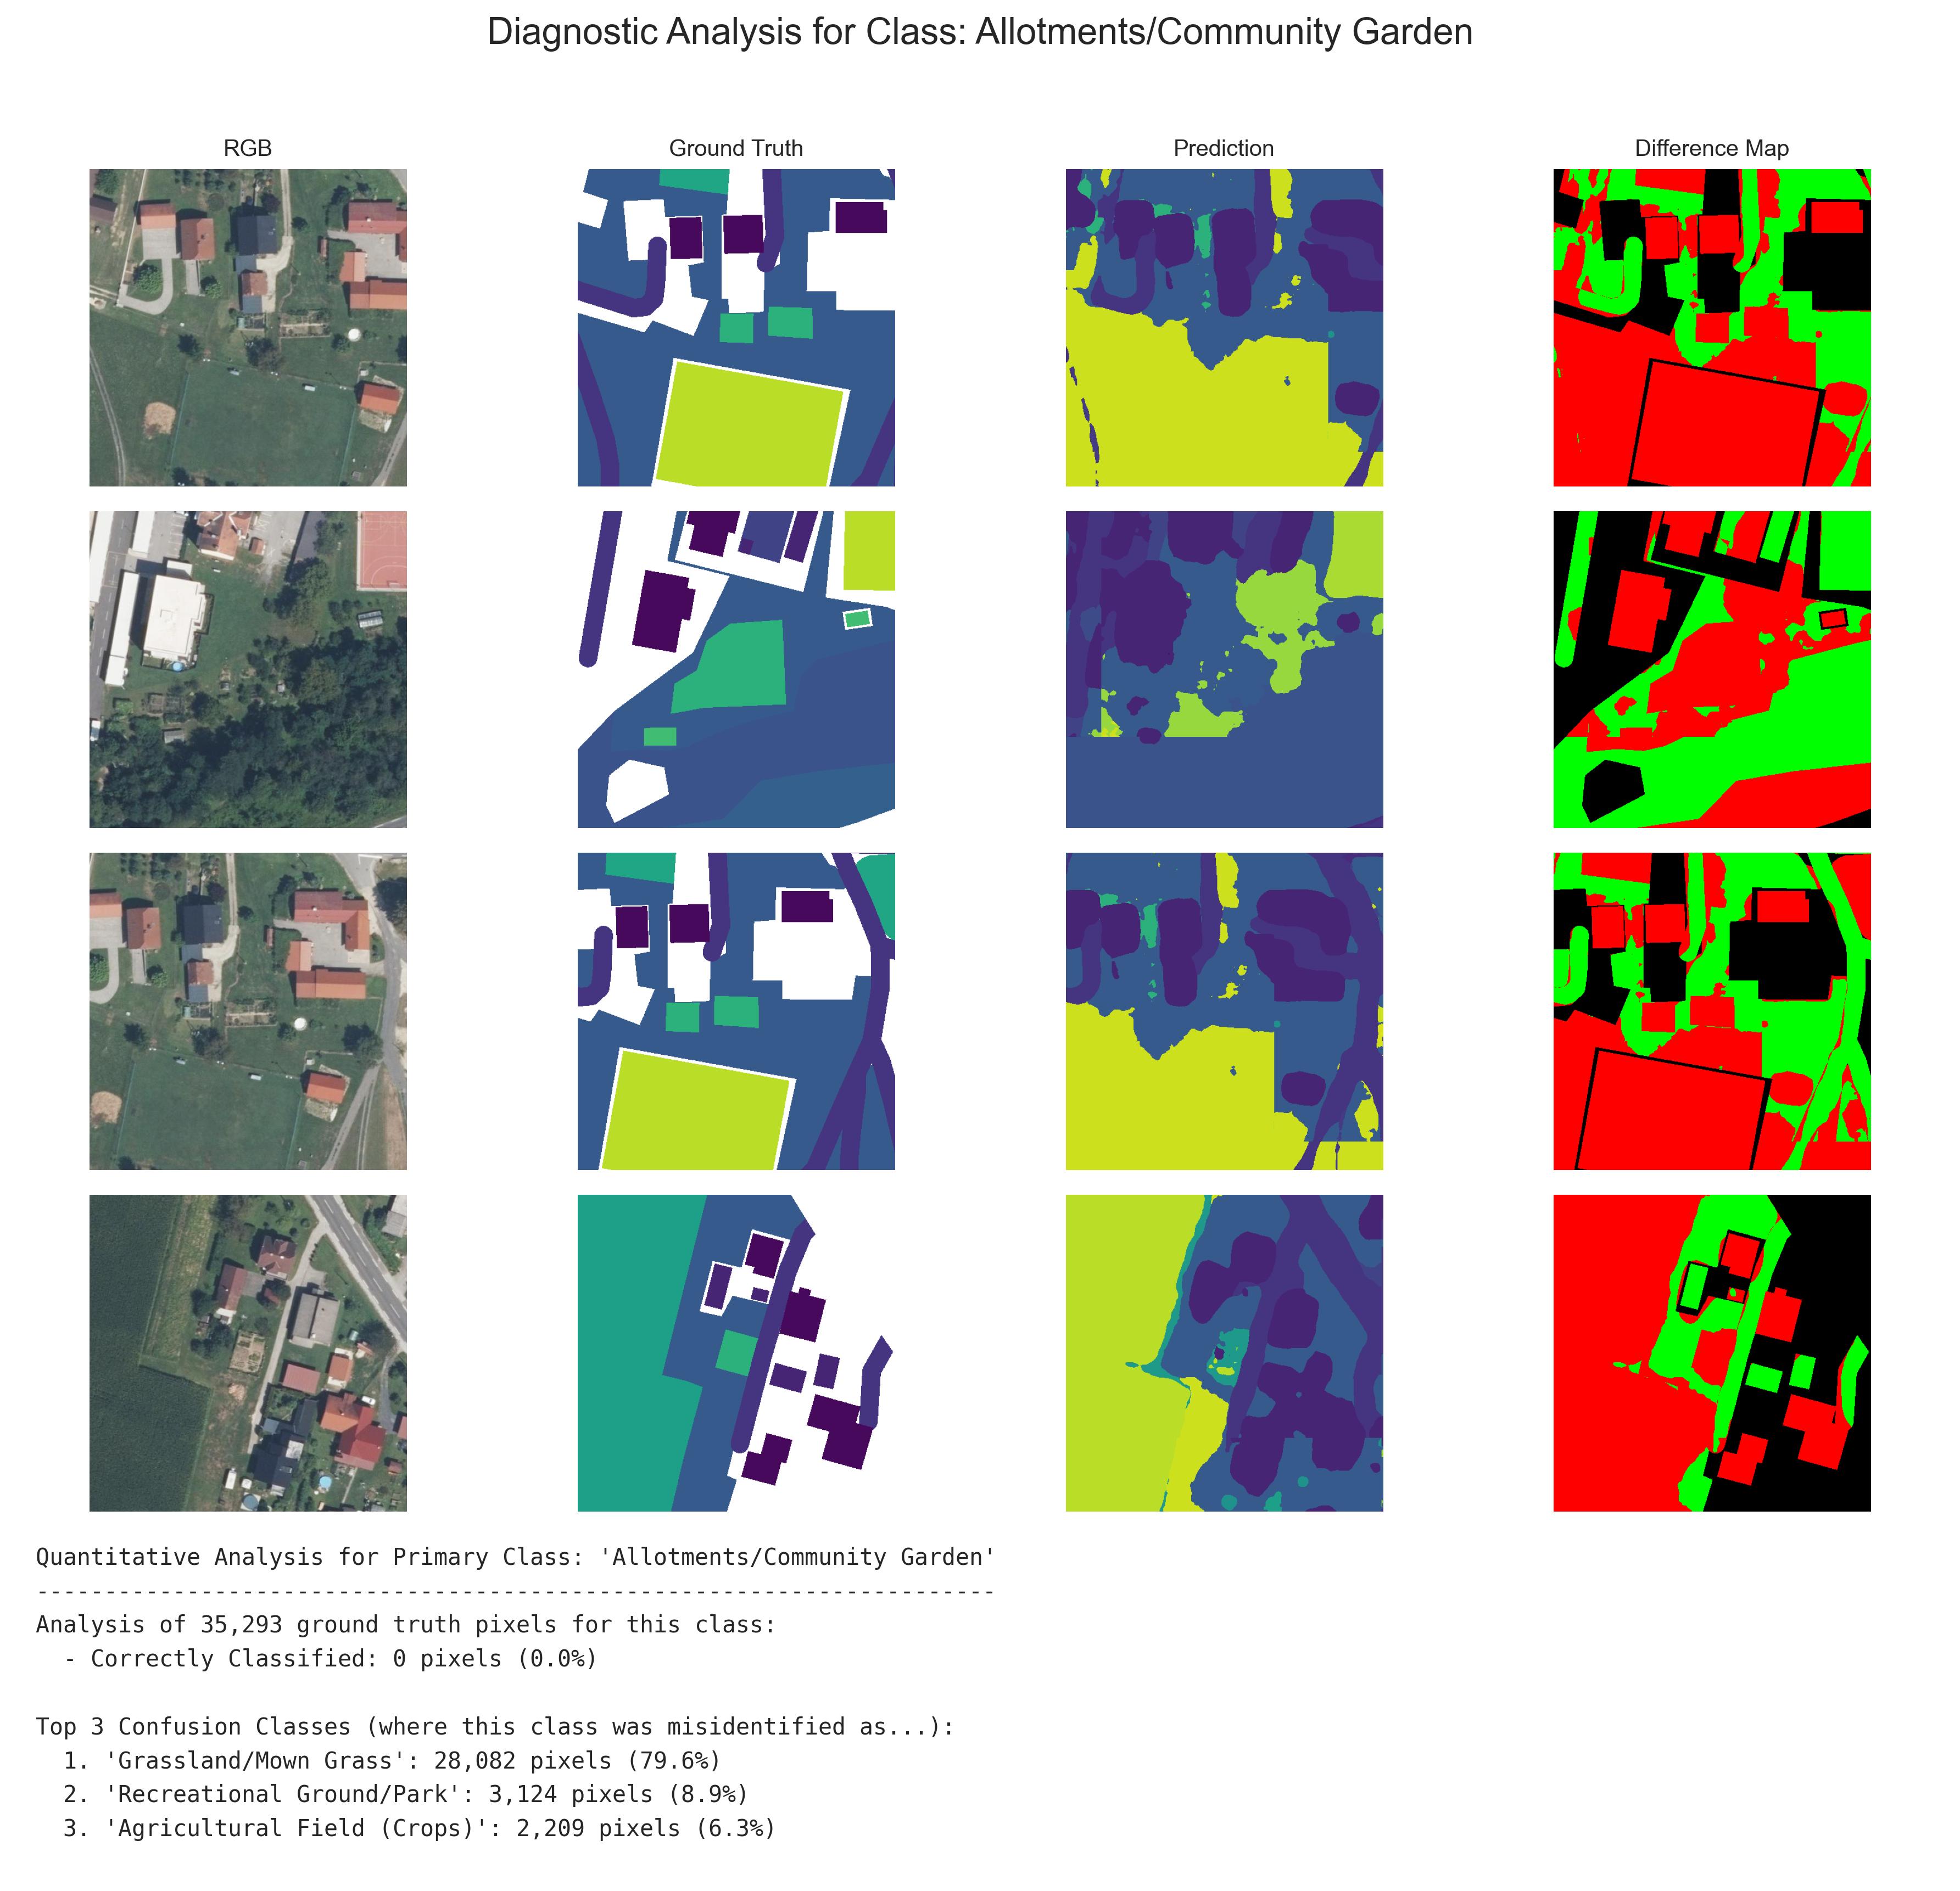 Diagnostic Analysis for Class: Allotments/Community Garden
RGB
Ground Truth
Prediction
Difference Map
Quantitative Analysis for Primary Class: 'Allotments/Community Garden'
----------------------------------------------------------------------
Analysis of 35,293 ground truth pixels for this class:
- Correctly Classified: 0 pixels (0.0%)
Top 3 Confusion Classes (where this class was misidentified as...):
1. 'Grassland/Mown Grass': 28,082 pixels (79.6%)
2. 'Recreational Ground/Park': 3,124 pixels (8.9%)
3. 'Agricultural Field (Crops)': 2,209 pixels (6.3%)